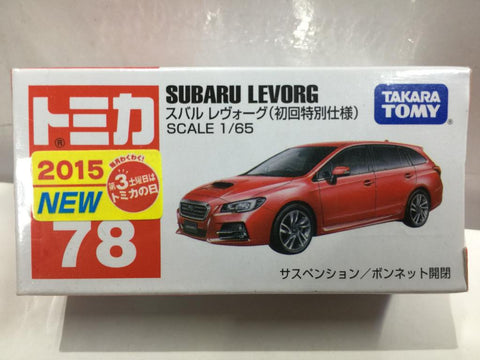 トミカ
®
SUBARU LEVORG
スバル レヴォーグ(初回特別仕様)
SCALE 1/65
TAKARA
TOMY
2015
NEW
毎月わくわく!
第3土曜日は
トミカの日
78
サスペンション/ボンネット開閉